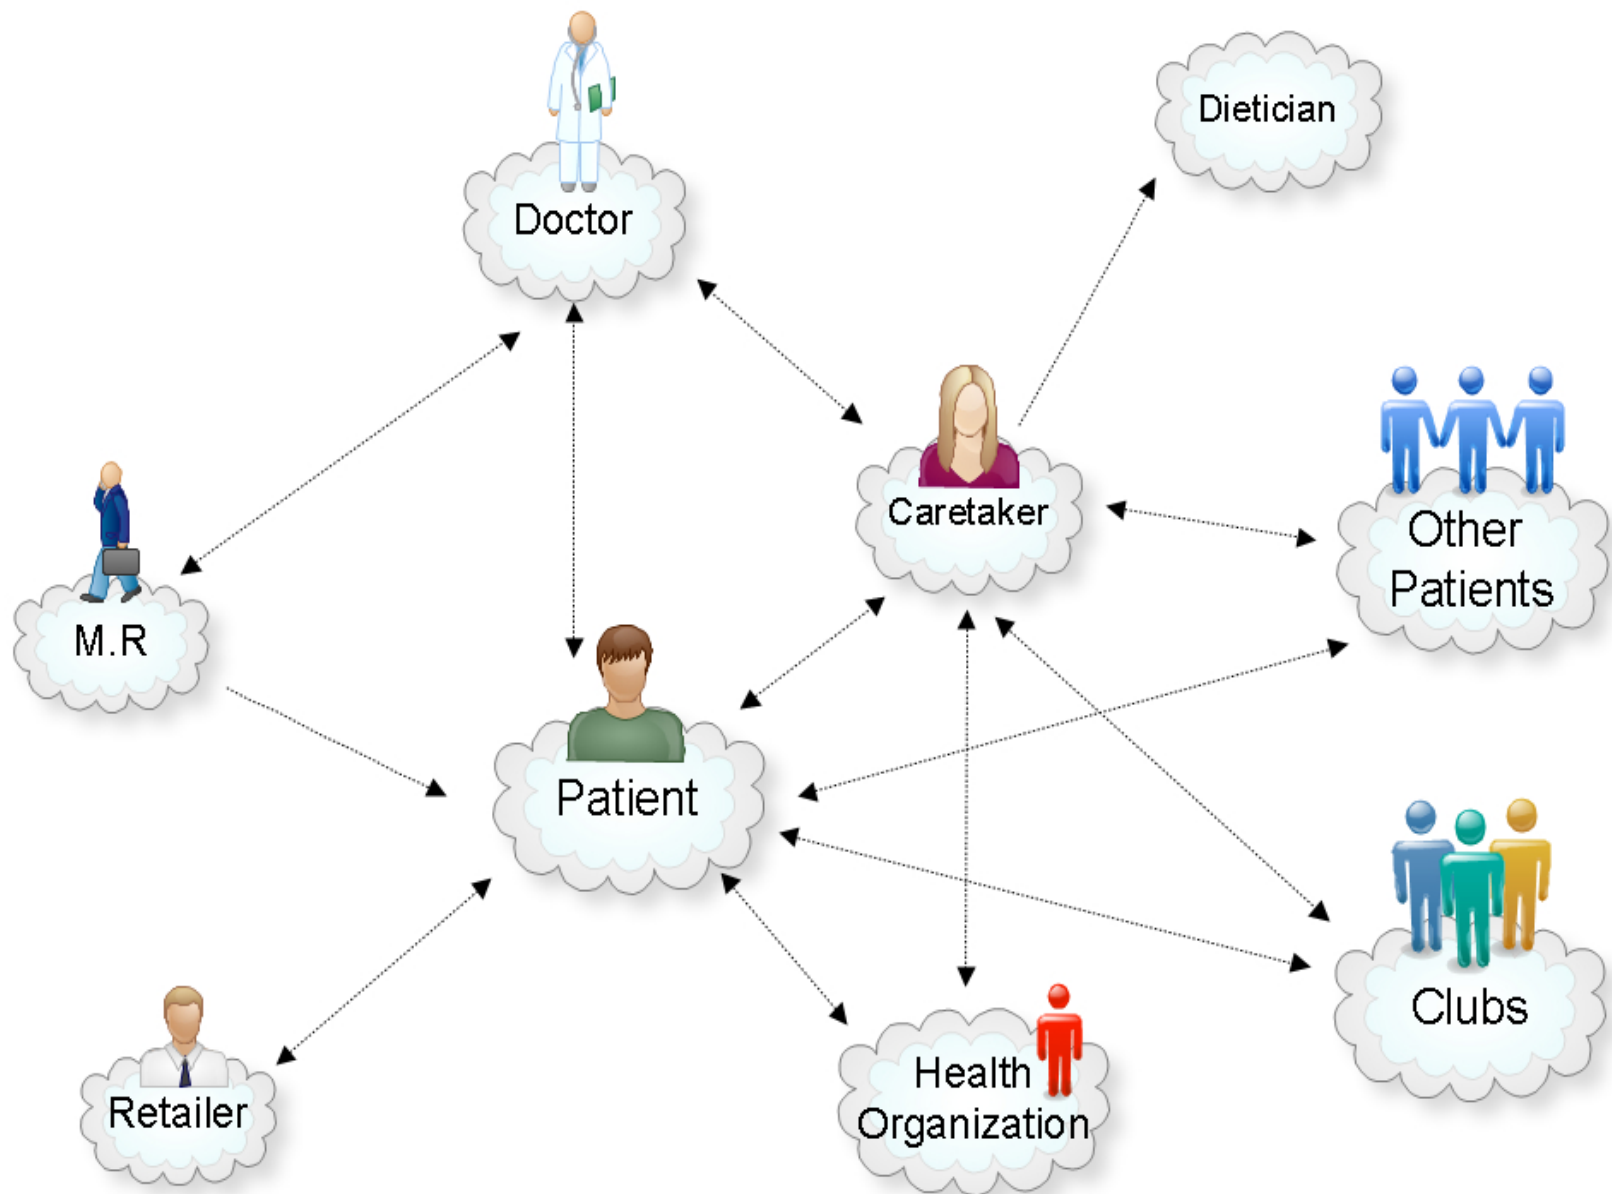 Dietician
Doctor
Caretaker
Other
Patients
M.R
Patient
Clubs
Health
Organization
Retailer